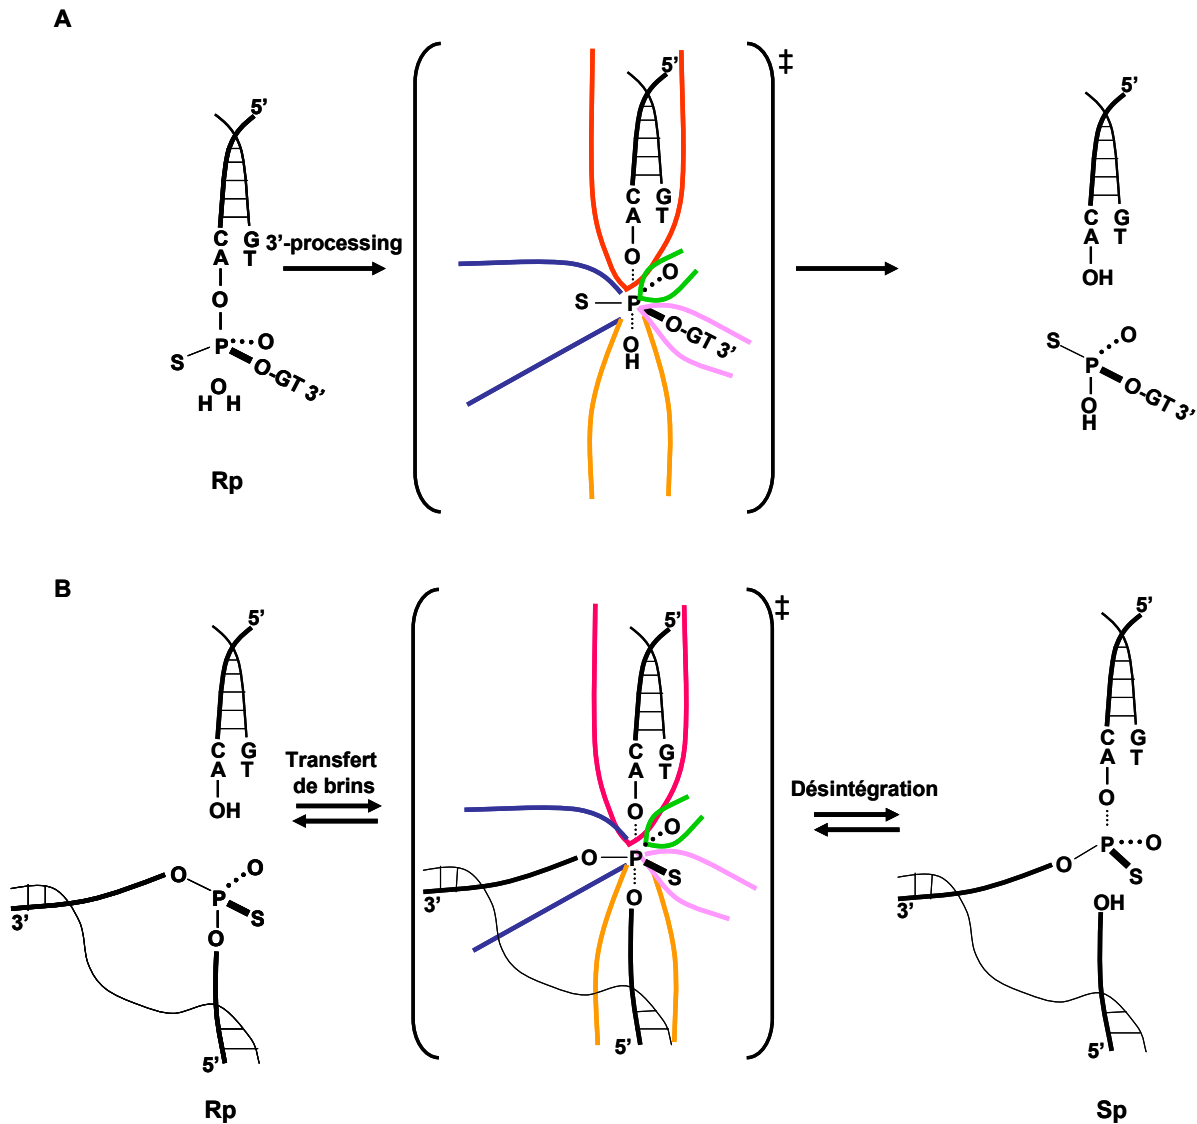 A
5'
C G
A T
O
P O
S
O-GT 3'
O
H H
Rp
3'-processing
‡
5'
C G
A T
O
O
S P
O-GT 3'
O
H
5'
C G
A T
OH
S O
P
O-GT 3'
O
H
B
5'
C G
A T
OH
O O
P
S
O
3'
5'
Rp
Transfert
de brins
‡
5'
C G
A T
O
O
O P
S
O
3'
5'
Désintégration
5'
C G
A T
O
P O
O S
OH
3'
Sp